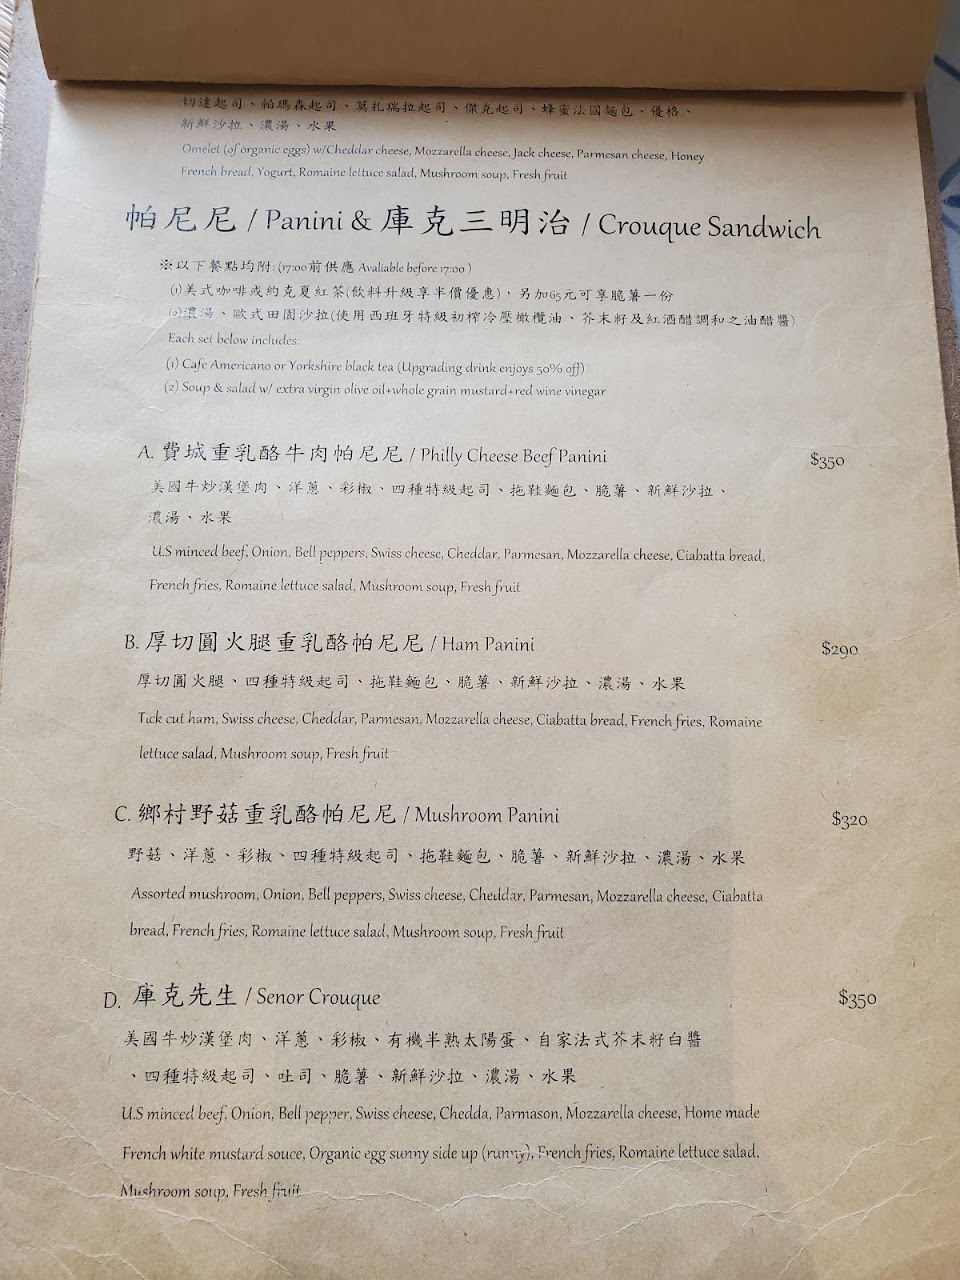 切達起司、帕瑪森起司、莫扎瑞拉起司、傑克起司、蜂蜜法國麵包、優格、
新鮮沙拉、濃湯、水果
Omelet (of organic eggs) w/Cheddar cheese, Mozzarella cheese, Jack cheese, Parmesan cheese, Honey
French bread, Yogurt, Romaine lettuce salad, Mushroom soup, Fresh fruit
帕尼尼 / Panini & 庫克三明治 / Crouque Sandwich
※以下餐點均附: (17:00前供應 Avaliable before 17:00 )
(1)美式咖啡或約克夏紅茶(飲料升級享半價優惠)，另加65元可享脆薯一份
(2)濃湯、歐式田園沙拉(使用西班牙特級初榨冷壓橄欖油、芥末籽及紅酒醋調和之油醋醬)
Each set below includes:
(1) Cafe Americano or Yorkshire black tea (Upgrading drink enjoys 50% off)
(2) Soup & salad w/ extra virgin olive oil+whole grain mustard+red wine vinegar
A. 費城重乳酪牛肉帕尼尼 / Philly Cheese Beef Panini $350
美國牛炒漢堡肉、洋蔥、彩椒、四種特級起司、拖鞋麵包、脆薯、新鮮沙拉、
濃湯、水果
U.S minced beef, Onion, Bell peppers, Swiss cheese, Cheddar, Parmesan, Mozzarella cheese, Ciabatta bread,
French fries, Romaine lettuce salad, Mushroom soup, Fresh fruit
B. 厚切圓火腿重乳酪帕尼尼 / Ham Panini $290
厚切圓火腿、四種特級起司、拖鞋麵包、脆薯、新鮮沙拉、濃湯、水果
Tick cut ham, Swiss cheese, Cheddar, Parmesan, Mozzarella cheese, Ciabatta bread, French fries, Romaine
lettuce salad, Mushroom soup, Fresh fruit
C. 鄉村野菇重乳酪帕尼尼 / Mushroom Panini $320
野菇、洋蔥、彩椒、四種特級起司、拖鞋麵包、脆薯、新鮮沙拉、濃湯、水果
Assorted mushroom, Onion, Bell peppers, Swiss cheese, Cheddar, Parmesan, Mozzarella cheese, Ciabatta
bread, French fries, Romaine lettuce salad, Mushroom soup, Fresh fruit
D. 庫克先生 / Senor Crouque $350
美國牛炒漢堡肉、洋蔥、彩椒、有機半熟太陽蛋、自家法式芥末籽白醬
、四種特級起司、吐司、脆薯、新鮮沙拉、濃湯、水果
U.S minced beef, Onion, Bell pepper, Swiss cheese, Chedda, Parmason, Mozzarella cheese, Home made
French white mustard souce, Organic egg sunny side up (runny), French fries, Romaine lettuce salad,
Mushroom soup, Fresh fruit